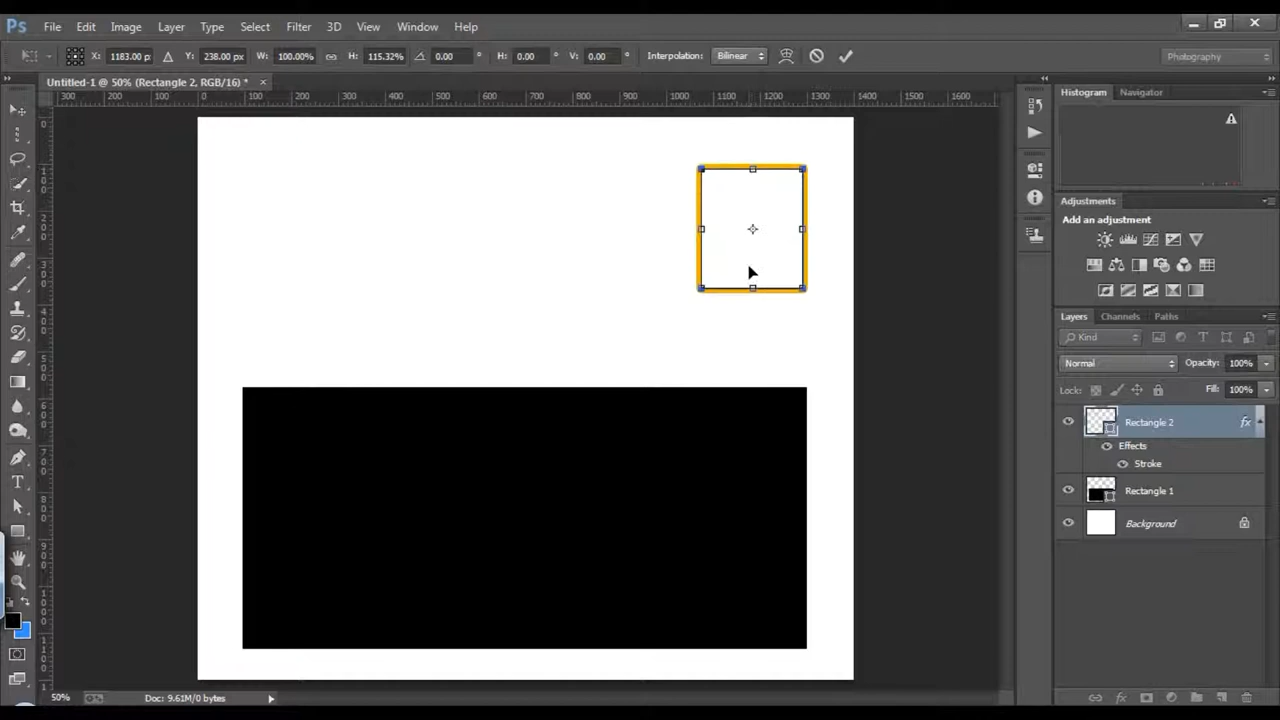 Ps File Edit Image Layer Type Select Filter 3D View Window Help
X: 1183.00 p Y: 238.00 px W: 100.00% H: 115.32% 0.00 ° H: 0.00 ° V: 0.00 ° Interpolation: Bilinear Photography
Untitled-1 @ 50% (Rectangle 2, RGB/16) * ×
300 200 100 0 100 200 300 400 500 600 700 800 900 1000 1100 1200 1300 1400 1500 1600
Histogram Navigator
Adjustments
Add an adjustment
Layers Channels Paths
Kind
Normal Opacity: 100%
Lock: Fill: 100%
Rectangle 2 fx
Effects
Stroke
Rectangle 1
Background
50% Doc: 9.61M/0 bytes
fx